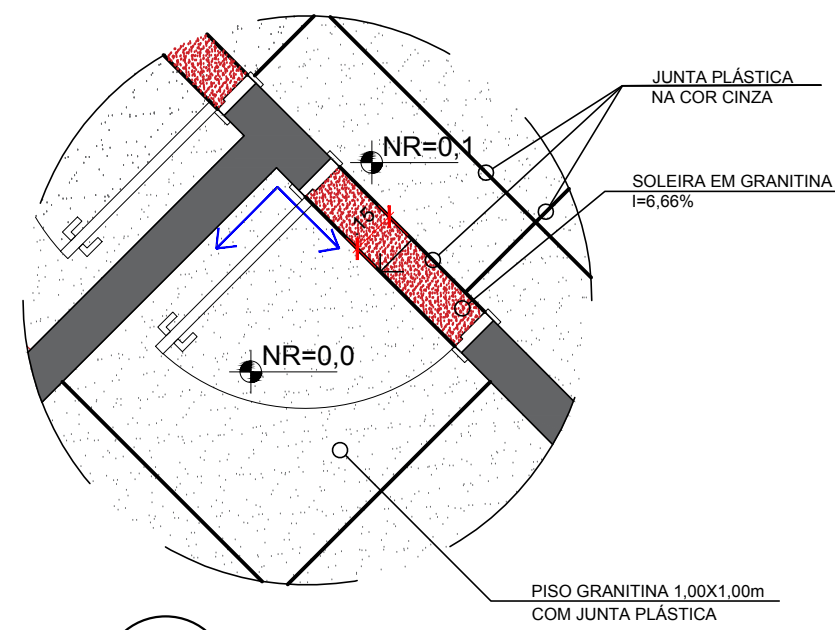 JUNTA PLÁSTICA
NA COR CINZA
NR=0,1
SOLEIRA EM GRANITINA
I=6,66%
.15
NR=0,0
PISO GRANITINA 1,00X1,00m
COM JUNTA PLÁSTICA